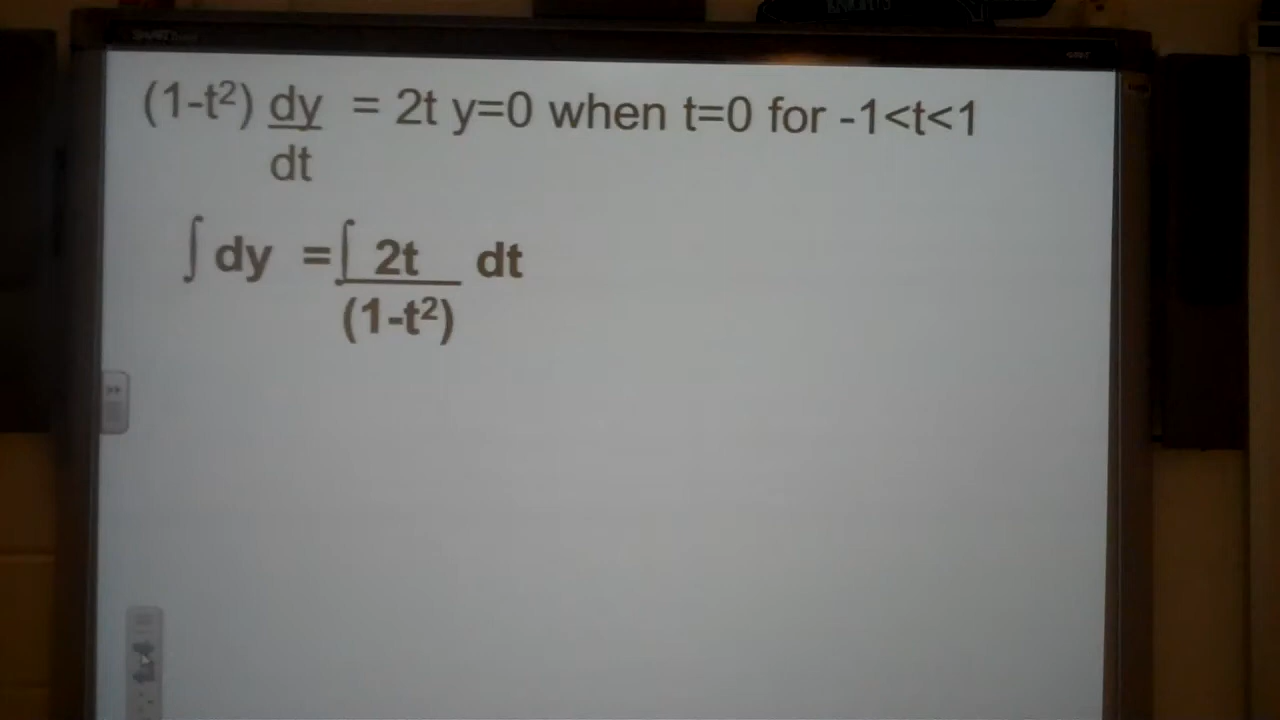 (1-t²) dy = 2t y=0 when t=0 for -1<t<1
dt
∫ dy = ∫ 2t dt
(1-t²)